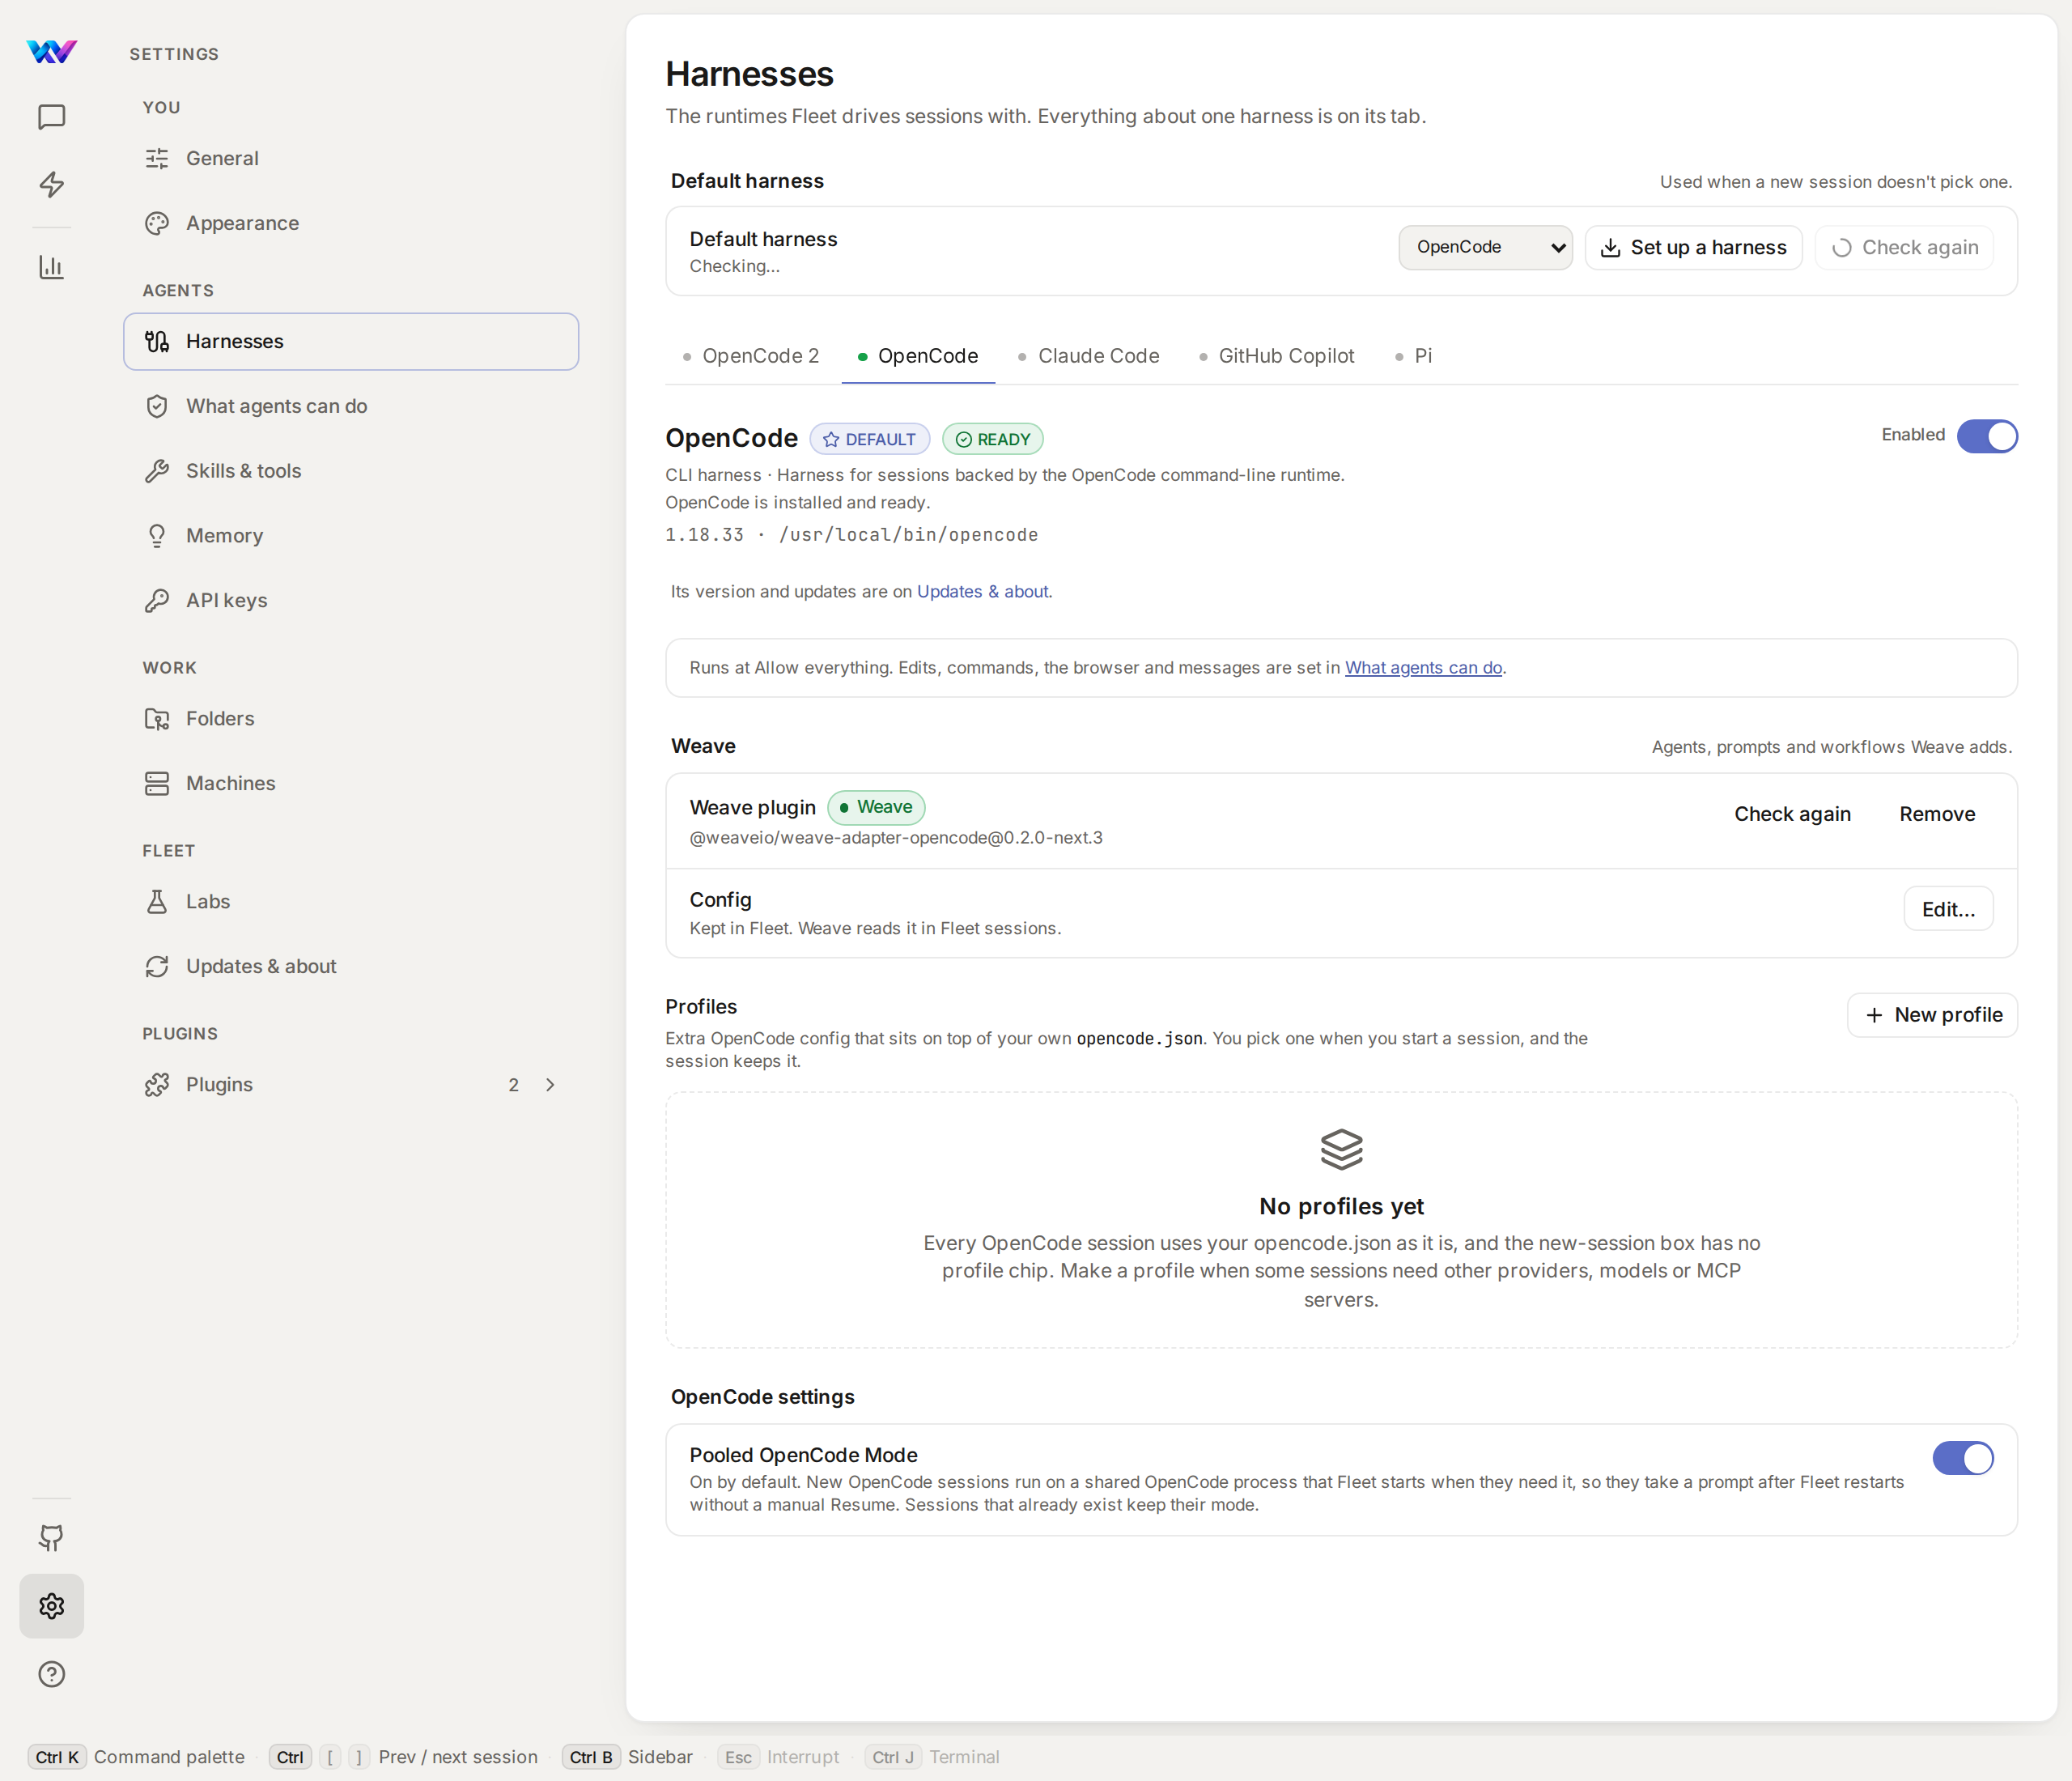 SETTINGS
YOU
General
Appearance
AGENTS
Harnesses
What agents can do
Skills & tools
Memory
API keys
WORK
Folders
Machines
FLEET
Labs
Updates & about
PLUGINS
Plugins 2
Harnesses
The runtimes Fleet drives sessions with. Everything about one harness is on its tab.
Default harness Used when a new session doesn't pick one.
Default harness
Checking...
OpenCode Set up a harness Check again
OpenCode 2 OpenCode Claude Code GitHub Copilot Pi
OpenCode DEFAULT READY Enabled
CLI harness · Harness for sessions backed by the OpenCode command-line runtime.
OpenCode is installed and ready.
1.18.33 · /usr/local/bin/opencode
Its version and updates are on Updates & about.
Runs at Allow everything. Edits, commands, the browser and messages are set in What agents can do.
Weave Agents, prompts and workflows Weave adds.
Weave plugin Weave
@weaveio/weave-adapter-opencode@0.2.0-next.3
Check again Remove
Config
Kept in Fleet. Weave reads it in Fleet sessions.
Edit...
Profiles
Extra OpenCode config that sits on top of your own opencode.json. You pick one when you start a session, and the
session keeps it.
New profile
No profiles yet
Every OpenCode session uses your opencode.json as it is, and the new-session box has no
profile chip. Make a profile when some sessions need other providers, models or MCP
servers.
OpenCode settings
Pooled OpenCode Mode
On by default. New OpenCode sessions run on a shared OpenCode process that Fleet starts when they need it, so they take a prompt after Fleet restarts
without a manual Resume. Sessions that already exist keep their mode.
Ctrl K Command palette · Ctrl [ ] Prev / next session · Ctrl B Sidebar · Esc Interrupt · Ctrl J Terminal